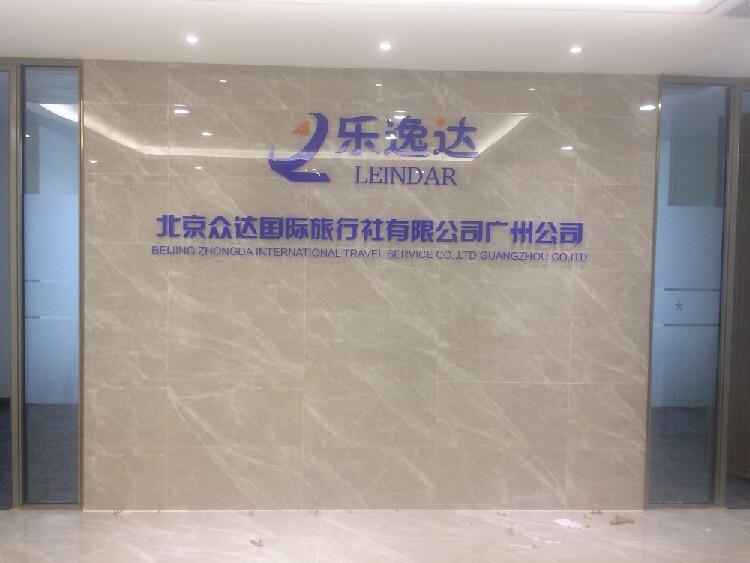 乐逸达
LEINDAR
北京众达国际旅行社有限公司广州公司
BEIJING ZHONGDA INTERNATIONAL TRAVEL SERVICE CO.,LTD GUANGZHOU CO,ITD